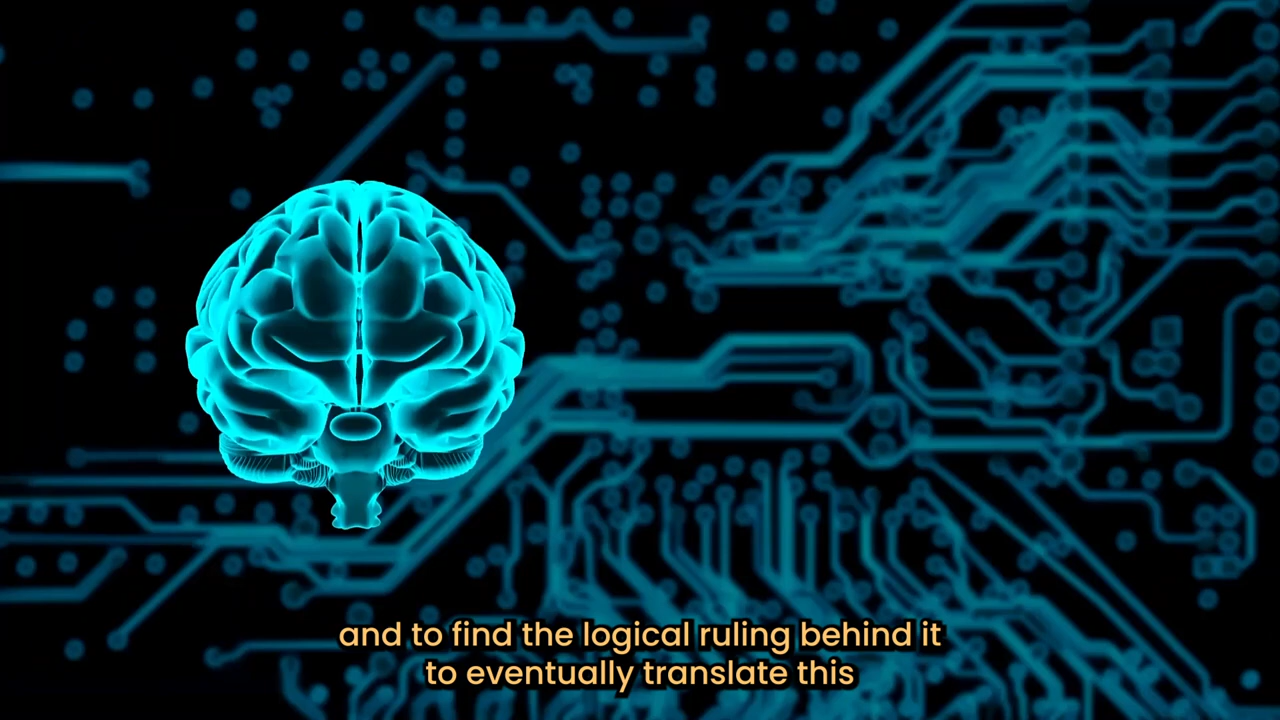 and to find the logical ruling behind it
to eventually translate this